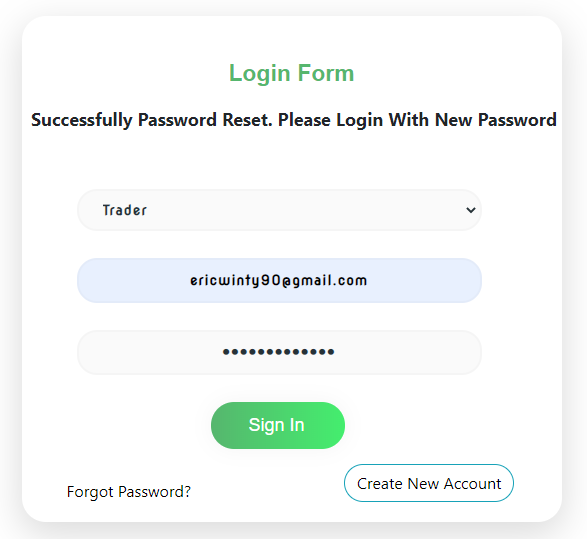 Login Form
Successfully Password Reset. Please Login With New Password
Trader
ericwinty90@gmail.com
•••••••••••••
Sign In
Forgot Password?
Create New Account